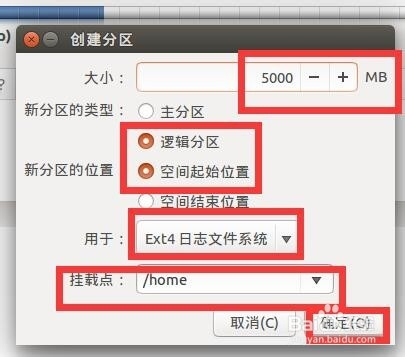 创建分区
大小： 5000 － + MB
新分区的类型： 主分区
逻辑分区
新分区的位置： 空间起始位置
空间结束位置
用于： Ext4 日志文件系统
挂载点： /home
取消(C) 确定(O)